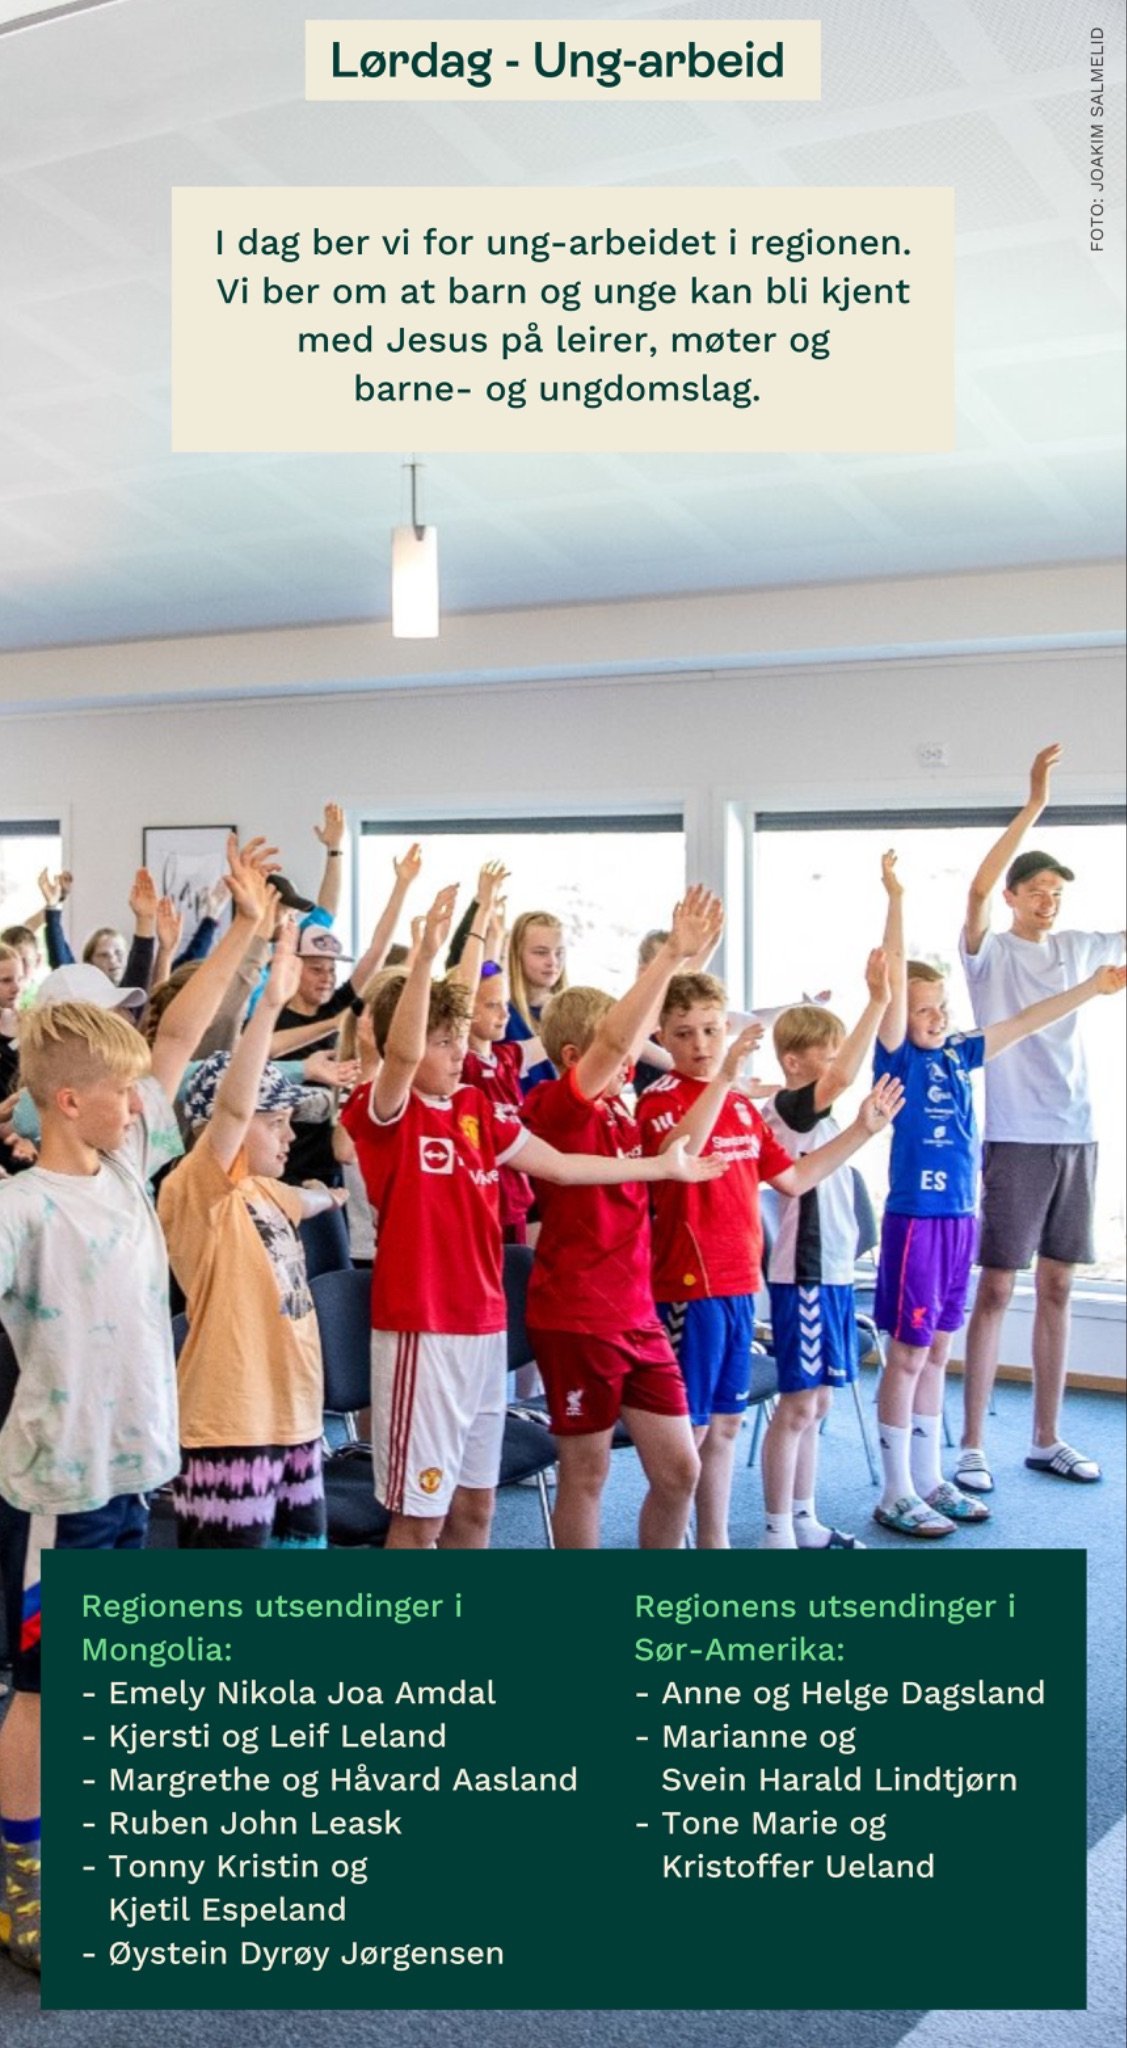 Lørdag - Ung-arbeid
FOTO: JOAKIM SALMELID
I dag ber vi for ung-arbeidet i regionen.
Vi ber om at barn og unge kan bli kjent
med Jesus på leirer, møter og
barne- og ungdomslag.
ES
Regionens utsendinger i
Mongolia:
- Emely Nikola Joa Amdal
- Kjersti og Leif Leland
- Margrethe og Håvard Aasland
- Ruben John Leask
- Tonny Kristin og
Kjetil Espeland
- Øystein Dyrøy Jørgensen
Regionens utsendinger i
Sør-Amerika:
- Anne og Helge Dagsland
- Marianne og
Svein Harald Lindtjørn
- Tone Marie og
Kristoffer Ueland